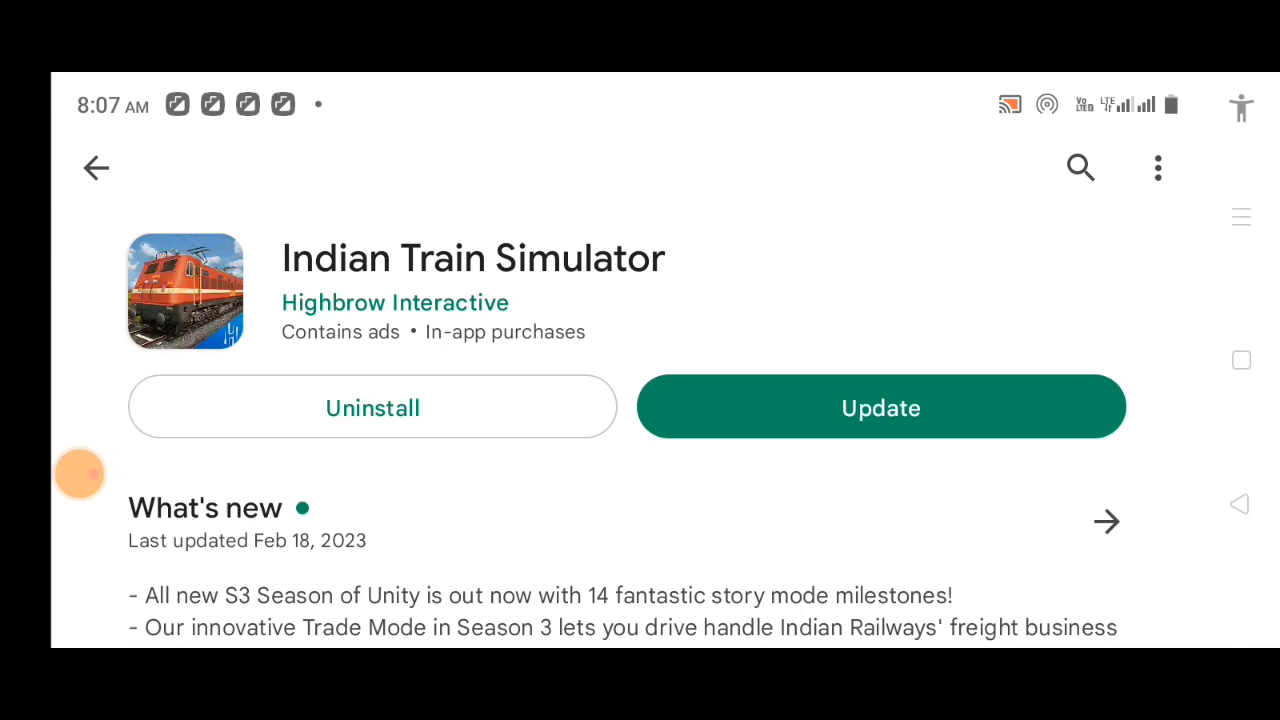 8:07 AM
Indian Train Simulator
Highbrow Interactive
Contains ads • In-app purchases
Uninstall
Update
What's new
Last updated Feb 18, 2023
- All new S3 Season of Unity is out now with 14 fantastic story mode milestones!
- Our innovative Trade Mode in Season 3 lets you drive handle Indian Railways' freight business